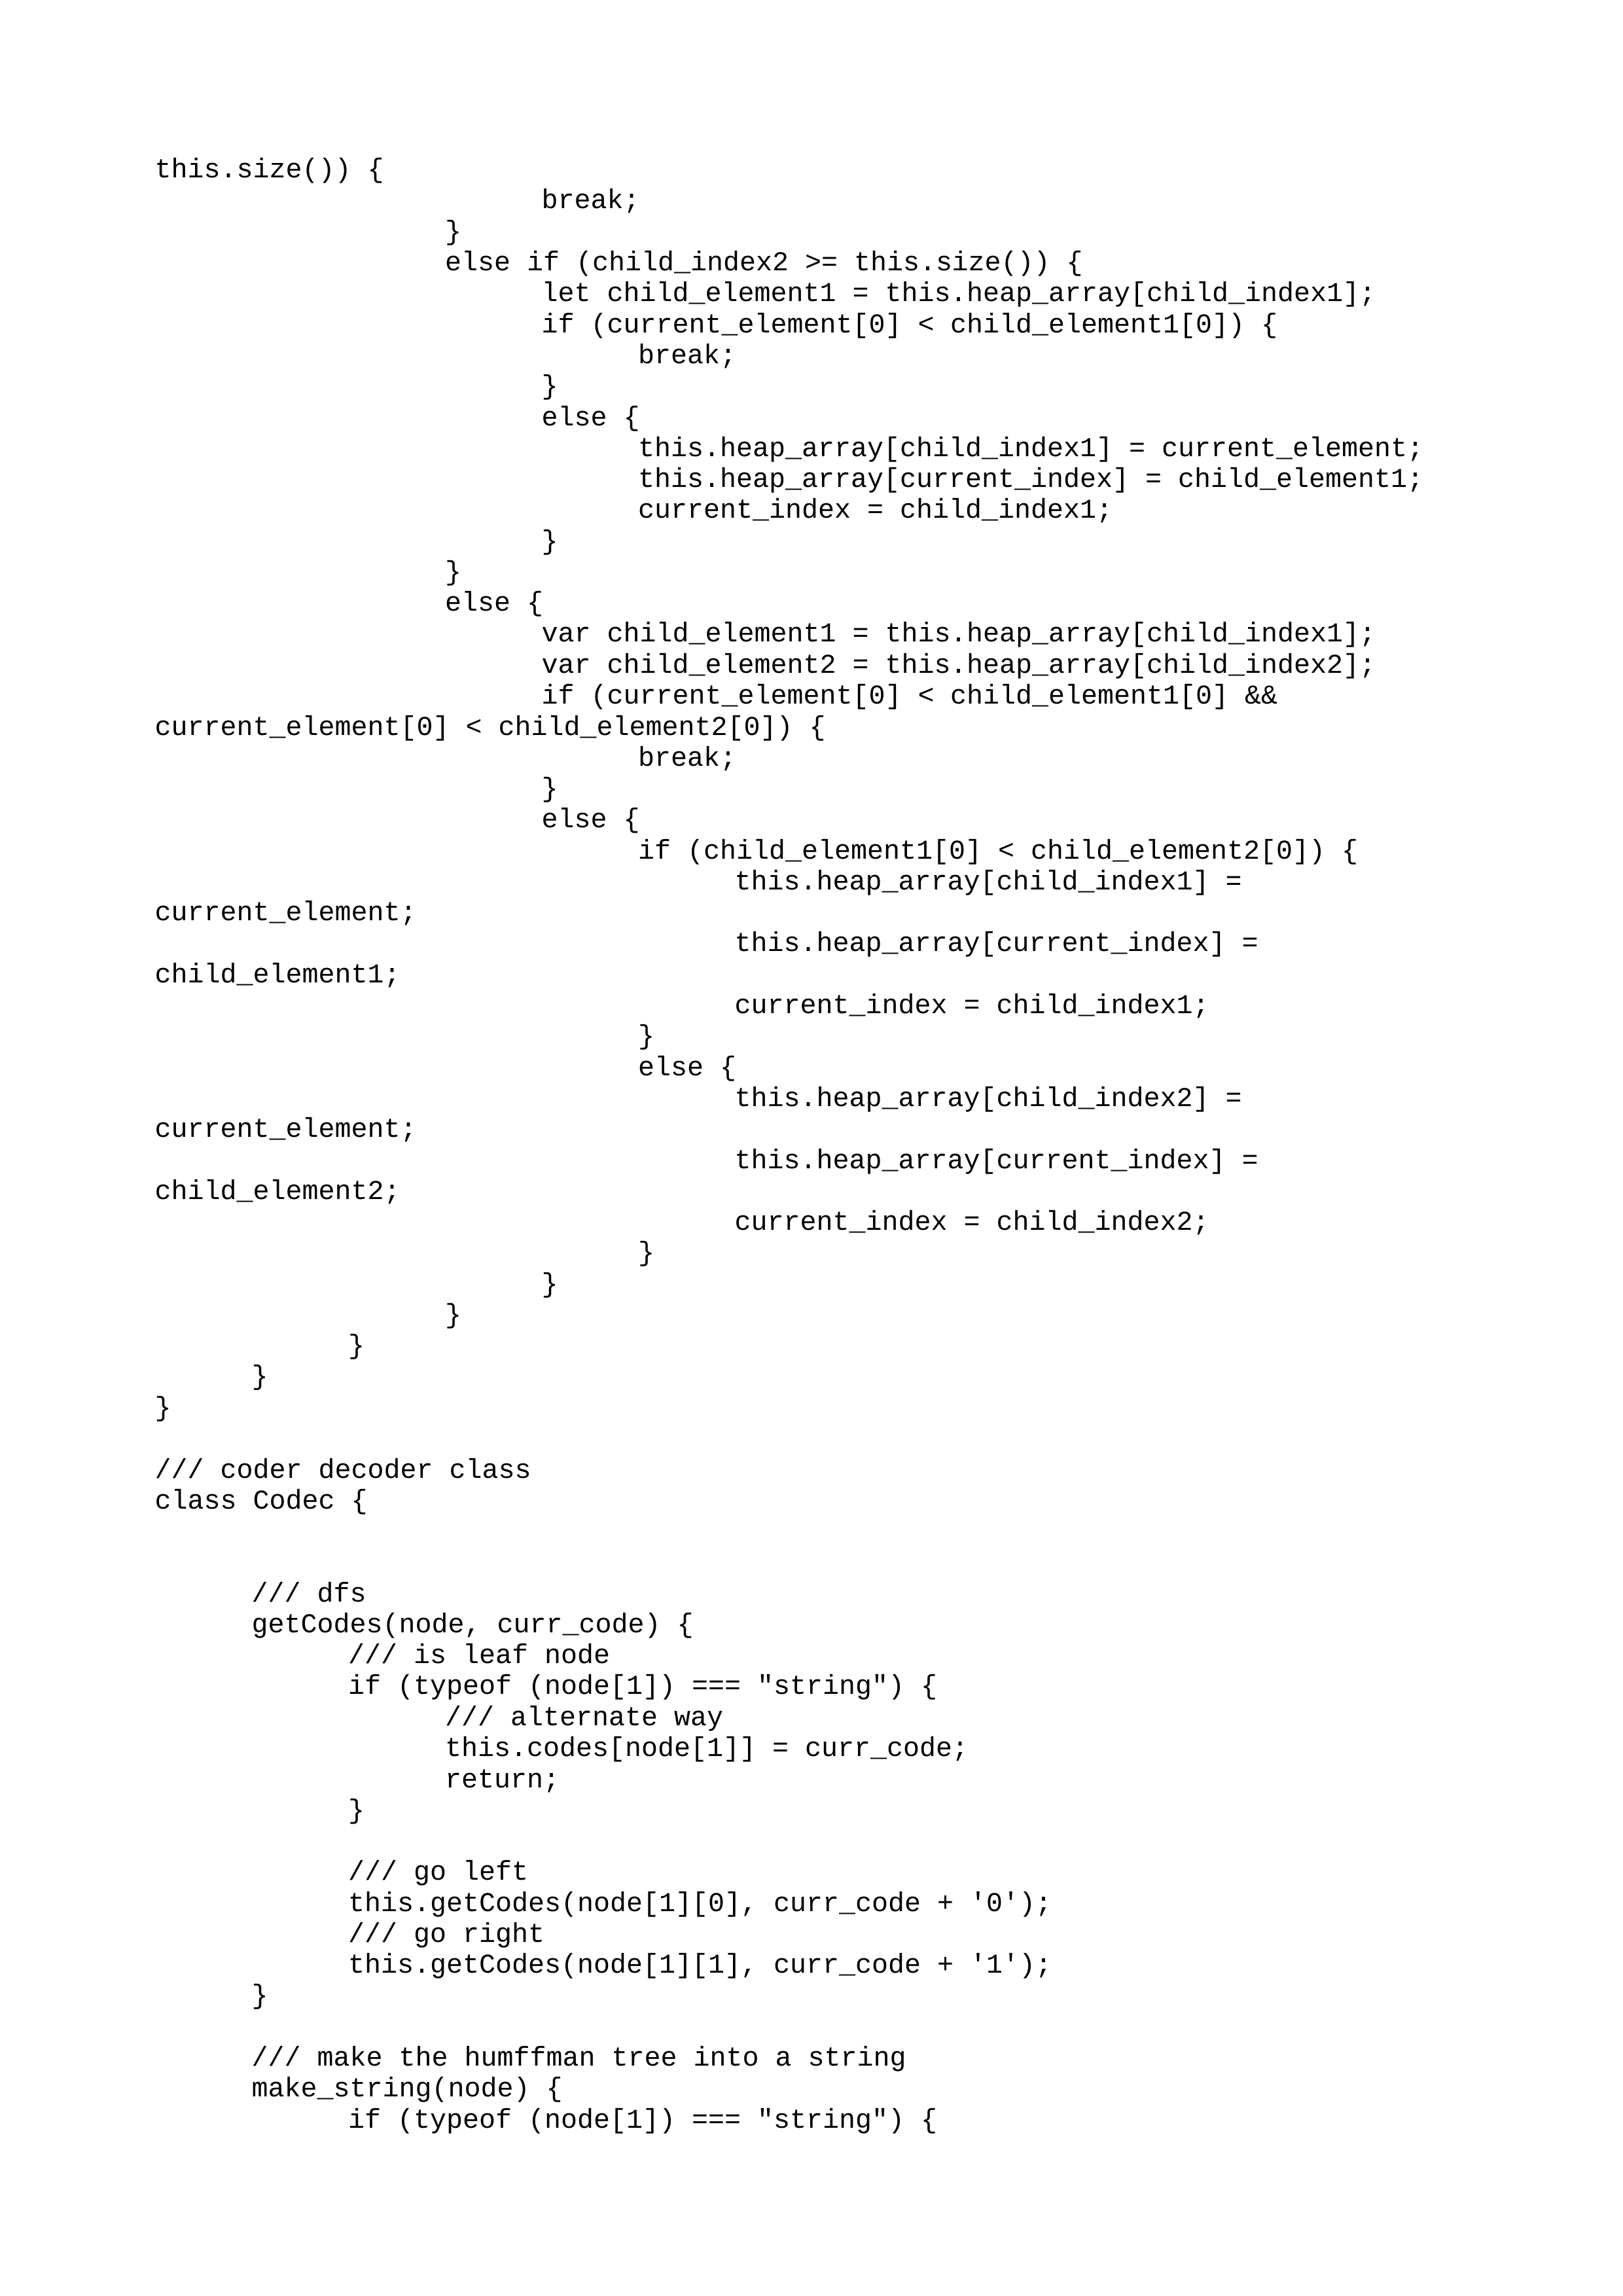 this.size()) {
break;
}
else if (child_index2 >= this.size()) {
let child_element1 = this.heap_array[child_index1];
if (current_element[0] < child_element1[0]) {
break;
}
else {
this.heap_array[child_index1] = current_element;
this.heap_array[current_index] = child_element1;
current_index = child_index1;
}
}
else {
var child_element1 = this.heap_array[child_index1];
var child_element2 = this.heap_array[child_index2];
if (current_element[0] < child_element1[0] &&
current_element[0] < child_element2[0]) {
break;
}
else {
if (child_element1[0] < child_element2[0]) {
this.heap_array[child_index1] =
current_element;
this.heap_array[current_index] =
child_element1;
current_index = child_index1;
}
else {
this.heap_array[child_index2] =
current_element;
this.heap_array[current_index] =
child_element2;
current_index = child_index2;
}
}
}
}
}
}
/// coder decoder class
class Codec {
/// dfs
getCodes(node, curr_code) {
/// is leaf node
if (typeof (node[1]) === "string") {
/// alternate way
this.codes[node[1]] = curr_code;
return;
}
/// go left
this.getCodes(node[1][0], curr_code + '0');
/// go right
this.getCodes(node[1][1], curr_code + '1');
}
/// make the humffman tree into a string
make_string(node) {
if (typeof (node[1]) === "string") {